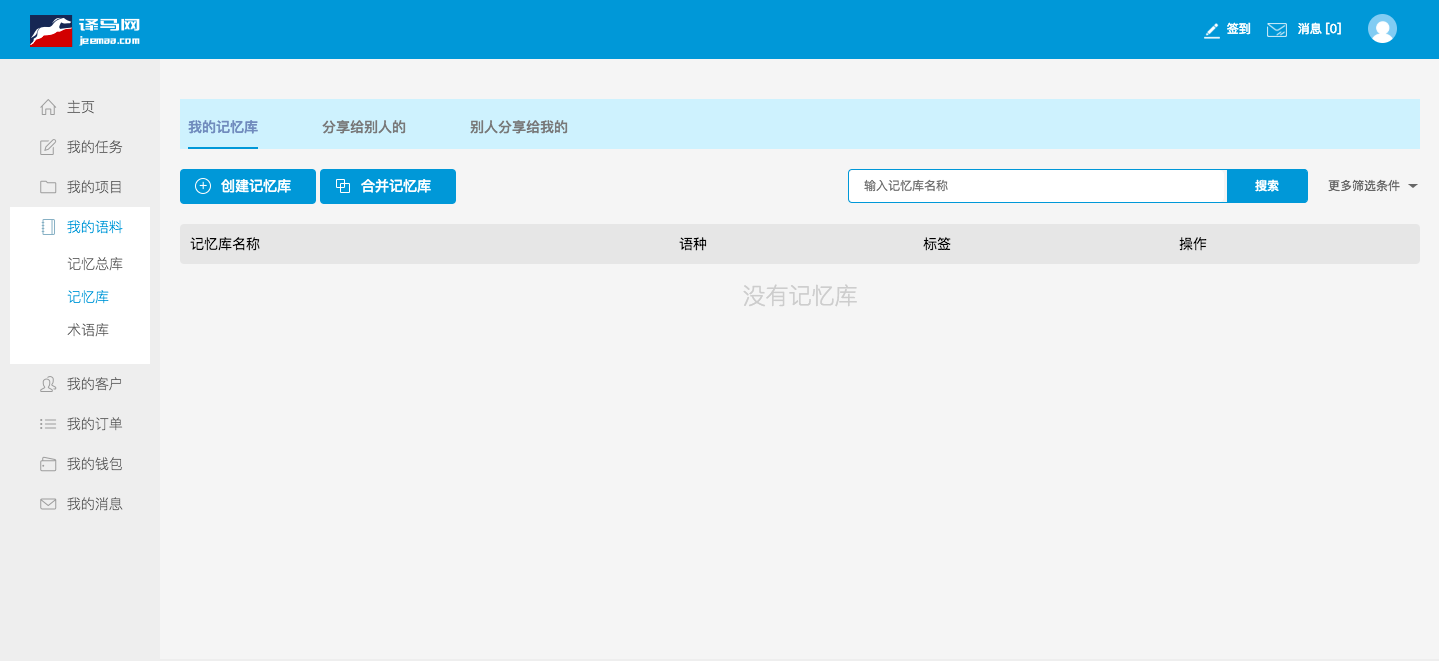 译马网
jeemaa.com
签到
消息 [0]
主页
我的任务
我的项目
我的语料
记忆总库
记忆库
术语库
我的客户
我的订单
我的钱包
我的消息
我的记忆库 分享给别人的 别人分享给我的
创建记忆库 合并记忆库 输入记忆库名称 搜索 更多筛选条件
记忆库名称 语种 标签 操作
没有记忆库